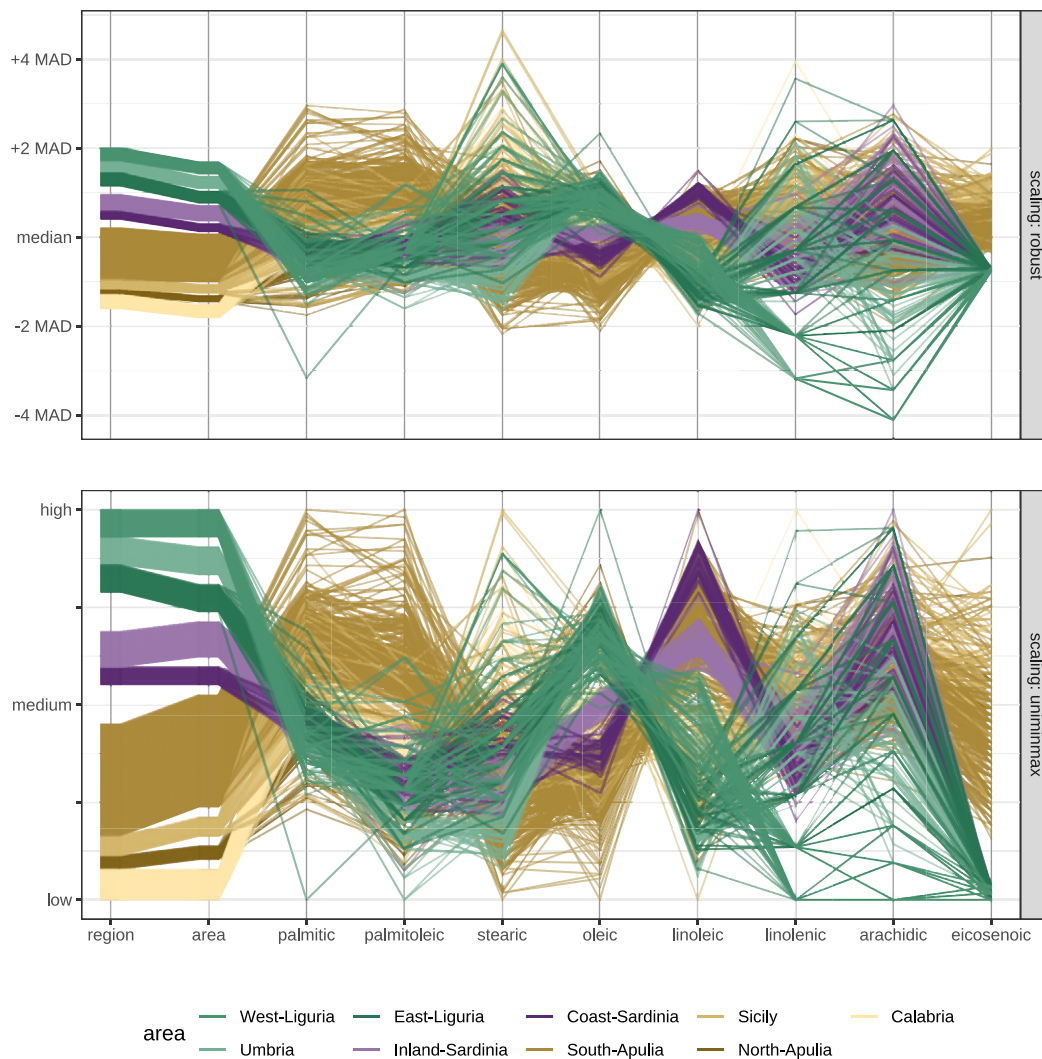 +4 MAD
+2 MAD
median
-2 MAD
-4 MAD
scaling: robust
high
medium
low
scaling: uniminmax
region area palmitic palmitoleic stearic oleic linoleic linolenic arachidic eicosenoic
area
West-Liguria East-Liguria Coast-Sardinia Sicily Calabria
Umbria Inland-Sardinia South-Apulia North-Apulia